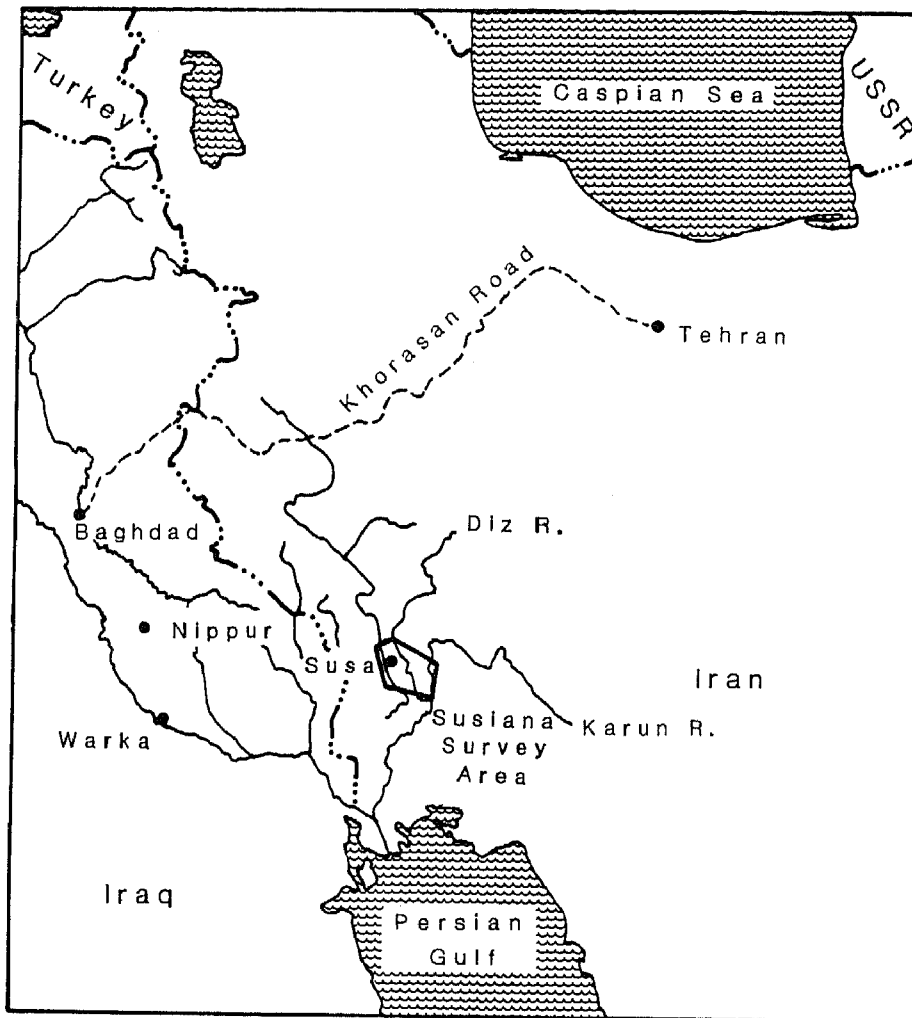 Turkey
Caspian Sea
USSR
Khorasan Road
Tehran
Baghdad
Diz R.
Nippur
Susa
Iran
Warka
Susiana
Survey
Area
Karun R.
Iraq
Persian
Gulf